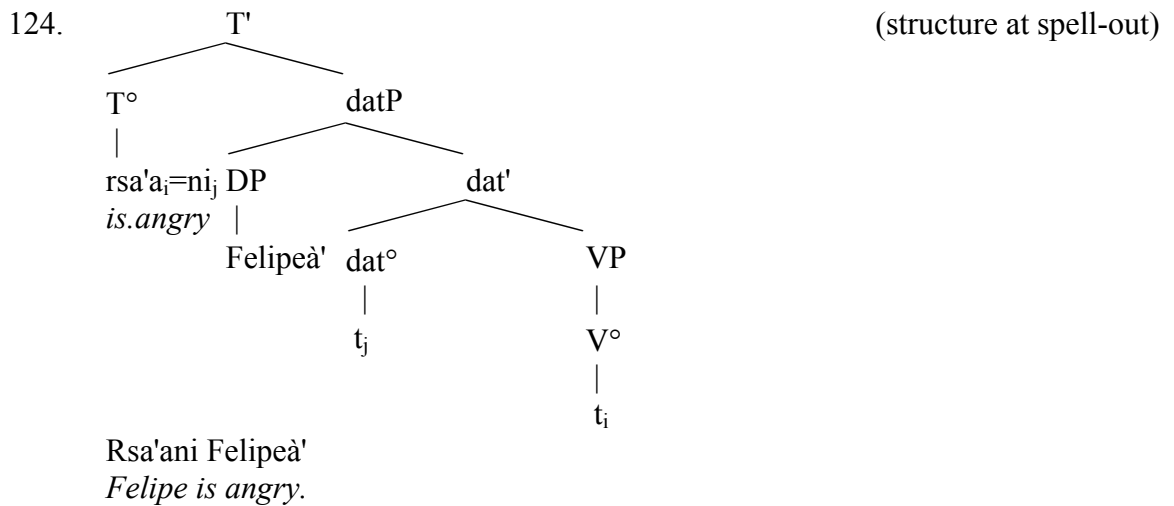 124. T' (structure at spell-out)
T° datP
rsa'aᵢ=niⱼ DP dat'
is.angry
Felipeà' dat° VP
tⱼ V°
tᵢ
Rsa'ani Felipeà'
Felipe is angry.